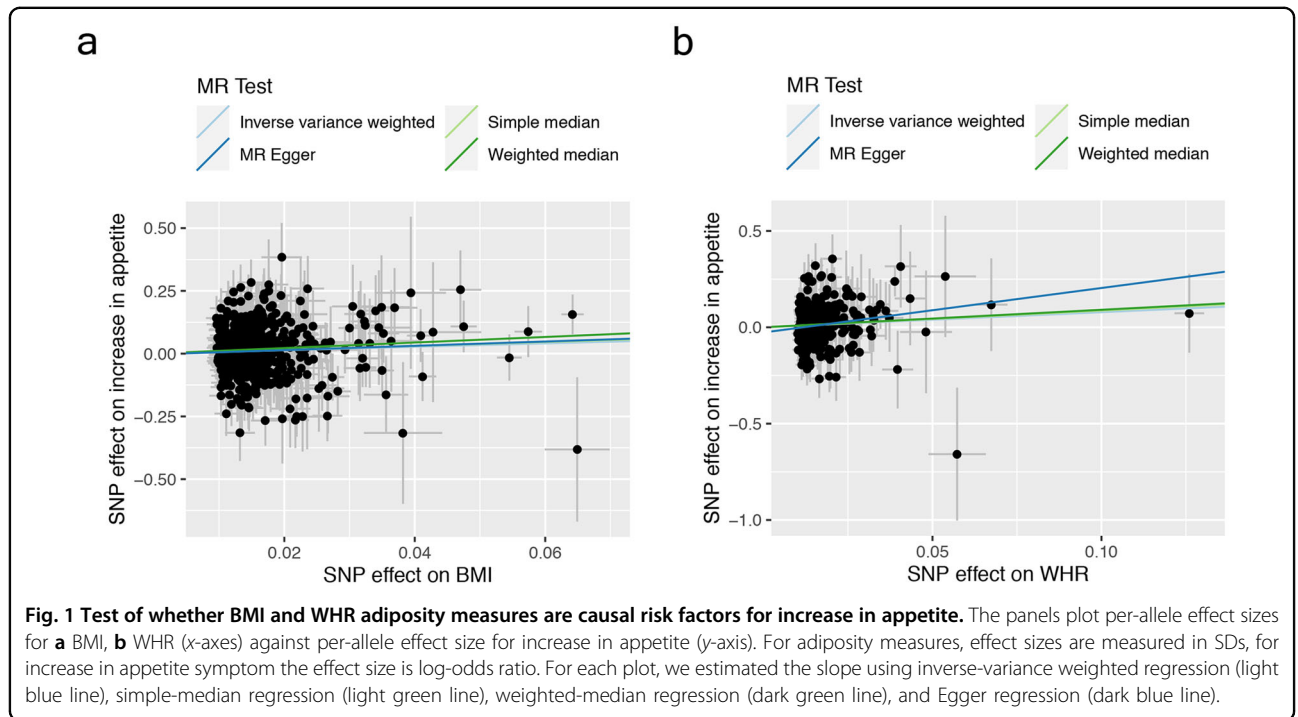 a
MR Test
Inverse variance weighted
Simple median
MR Egger
Weighted median
SNP effect on increase in appetite
0.50
0.25
0.00
−0.25
−0.50
0.02
0.04
0.06
SNP effect on BMI
b
MR Test
Inverse variance weighted
Simple median
MR Egger
Weighted median
SNP effect on increase in appetite
0.5
0.0
−0.5
−1.0
0.05
0.10
SNP effect on WHR
Fig. 1 Test of whether BMI and WHR adiposity measures are causal risk factors for increase in appetite. The panels plot per-allele effect sizes
for a BMI, b WHR (x-axes) against per-allele effect size for increase in appetite (y-axis). For adiposity measures, effect sizes are measured in SDs, for
increase in appetite symptom the effect size is log-odds ratio. For each plot, we estimated the slope using inverse-variance weighted regression (light
blue line), simple-median regression (light green line), weighted-median regression (dark green line), and Egger regression (dark blue line).